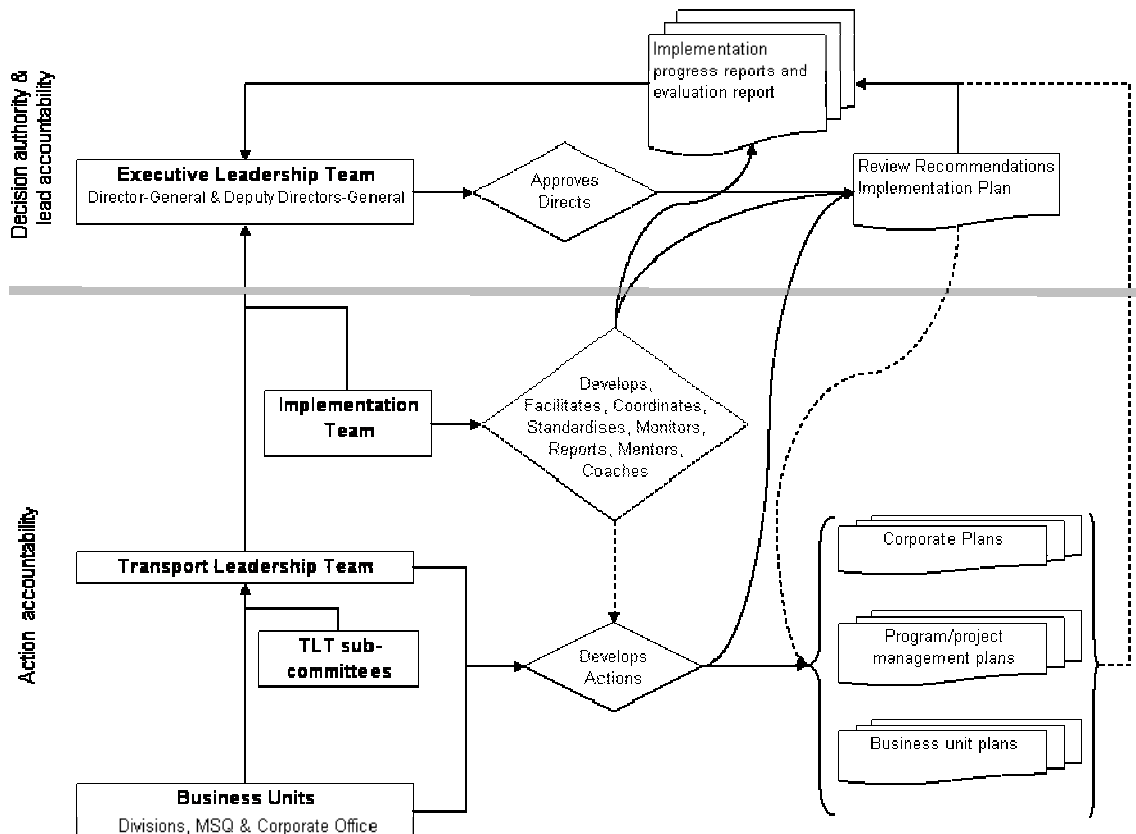 Decision authority &
lead accountability
Implementation
progress reports and
evaluation report
Executive Leadership Team
Director-General & Deputy Directors-General
Approves
Directs
Review Recommendations
Implementation Plan
Implementation
Team
Develops,
Facilitates, Coordinates,
Standardises, Monitors,
Reports, Mentors,
Coaches
Action accountability
Transport Leadership Team
TLT sub-
committees
Develops
Actions
Corporate Plans
Program/project
management plans
Business unit plans
Business Units
Divisions, MSQ & Corporate Office